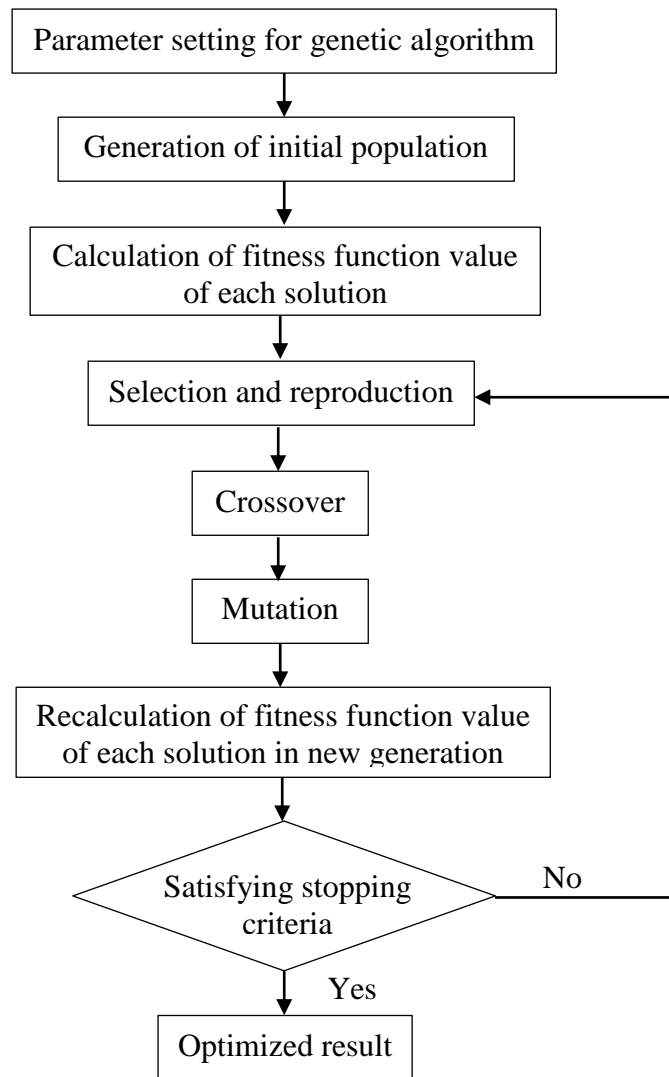 Parameter setting for genetic algorithm
Generation of initial population
Calculation of fitness function value
of each solution
Selection and reproduction
Crossover
Mutation
Recalculation of fitness function value
of each solution in new generation
Satisfying stopping
criteria
No
Yes
Optimized result